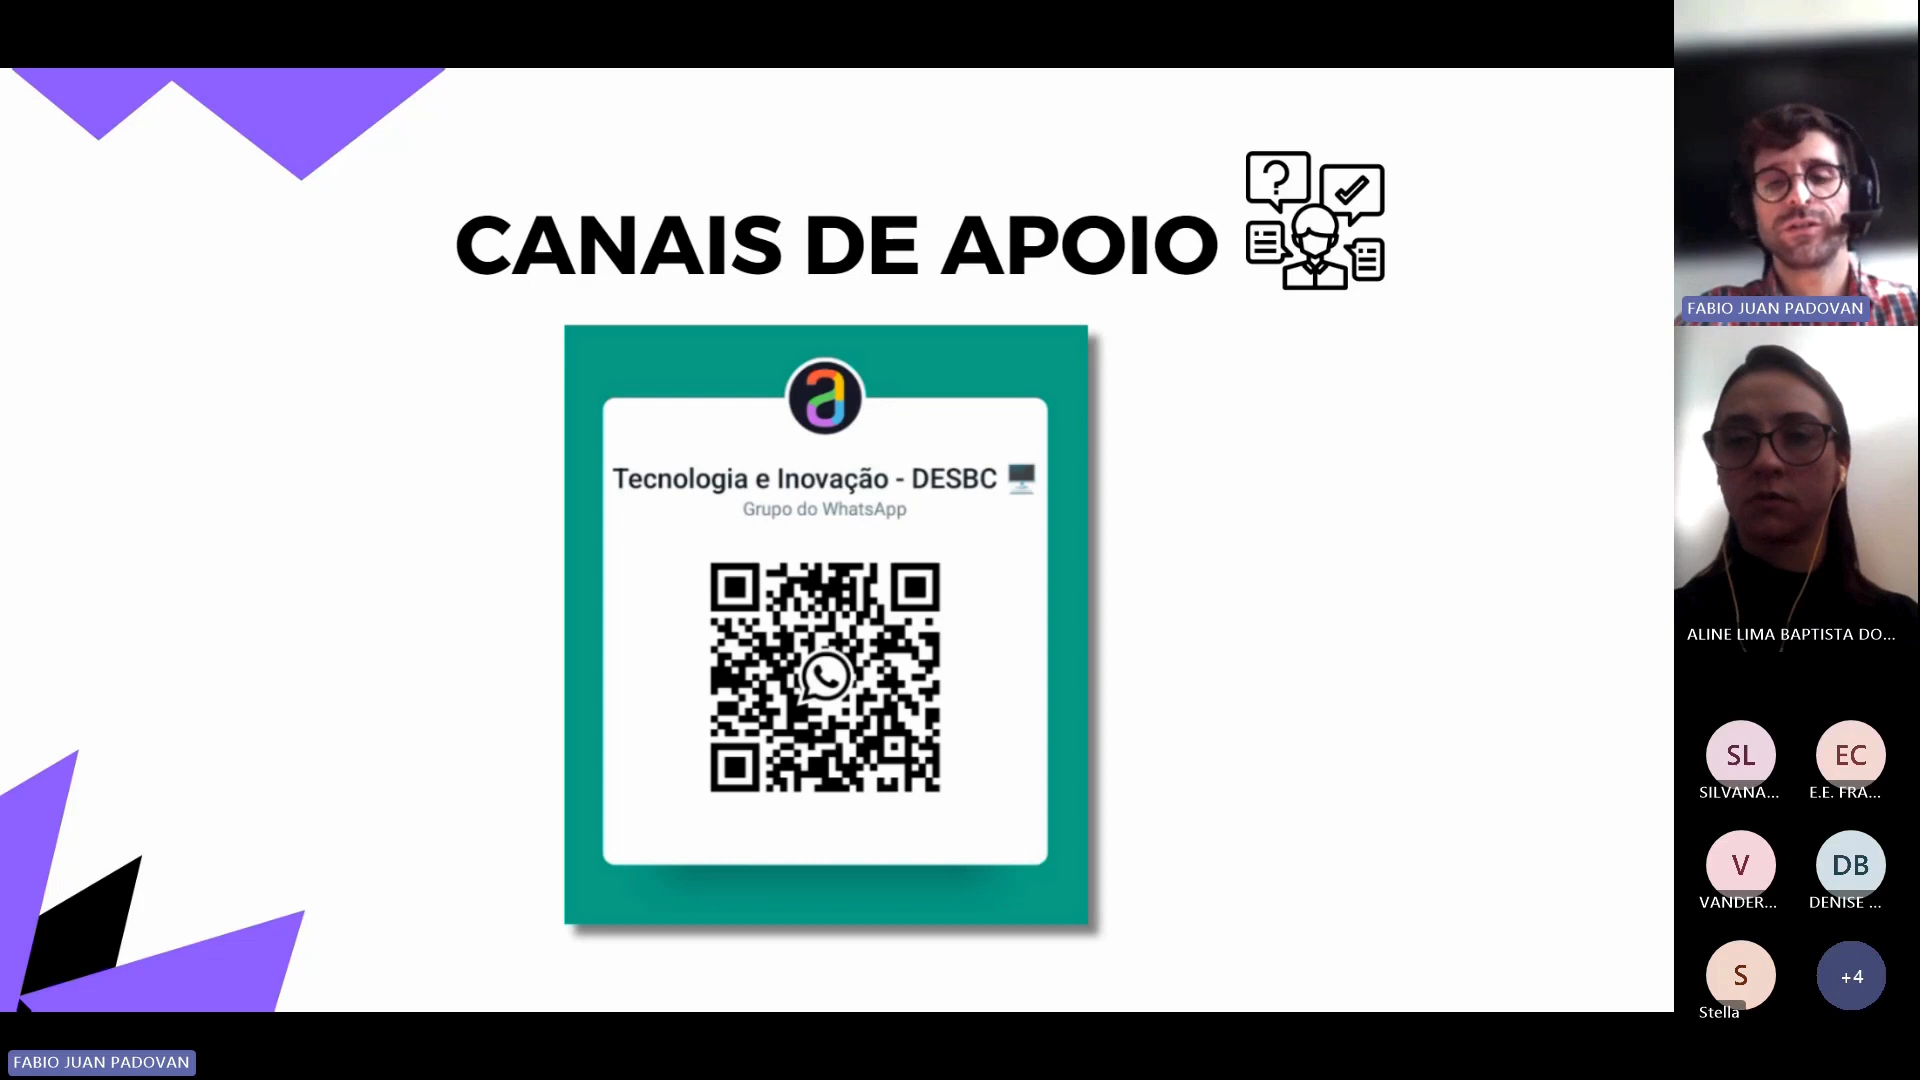 CANAIS DE APOIO
?
a
Tecnologia e Inovação - DESBC
Grupo do WhatsApp
FABIO JUAN PADOVAN
FABIO JUAN PADOVAN
ALINE LIMA BAPTISTA DO...
SL
EC
SILVANA...
E.E. FRA...
V
DB
VANDER...
DENISE ...
S
+4
Stella